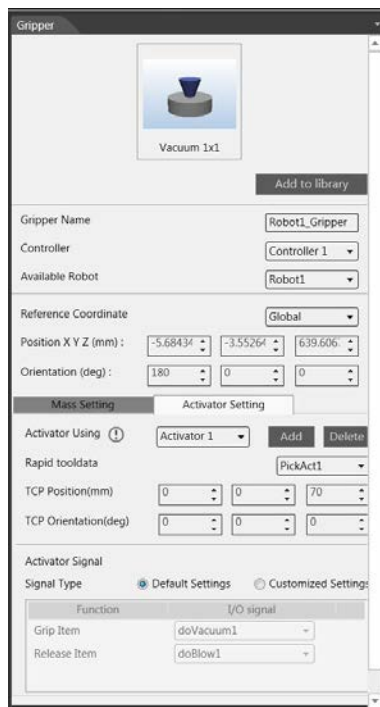 Gripper
Vacuum 1x1
Add to library
Gripper Name Robot1_Gripper
Controller Controller 1
Available Robot Robot1
Reference Coordinate Global
Position X Y Z (mm) : -5.68434 -3.55264 639.606
Orientation (deg) : 180 0 0
Mass Setting Activator Setting
Activator Using Activator 1 Add Delete
Rapid tooldata PickAct1
TCP Position(mm) 0 0 70
TCP Orientation(deg) 0 0 0
Activator Signal
Signal Type Default Settings Customized Settings
Function I/O signal
Grip Item doVacuum1
Release Item doBlow1